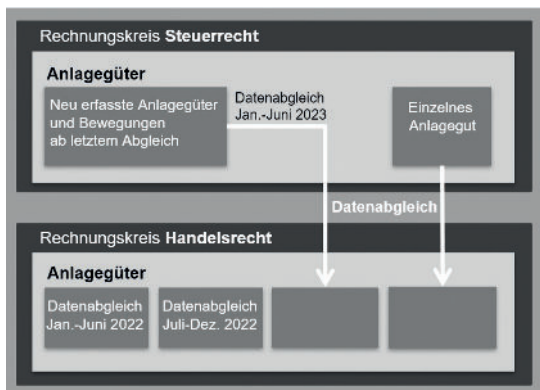 Rechnungskreis Steuerrecht
Anlagegüter
Neu erfasste Anlagegüter
und Bewegungen
ab letztem Abgleich
Datenabgleich
Jan.-Juni 2023
Einzelnes
Anlagegut
Datenabgleich
Rechnungskreis Handelsrecht
Anlagegüter
Datenabgleich
Jan.-Juni 2022
Datenabgleich
Juli-Dez. 2022